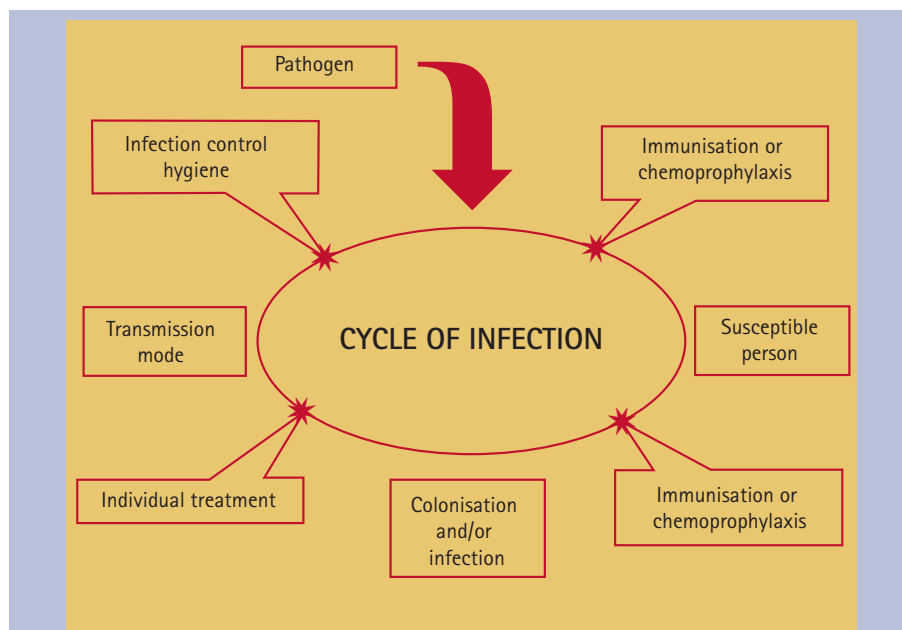 Pathogen
Infection control
hygiene
Immunisation or
chemoprophylaxis
Transmission
mode
CYCLE OF INFECTION
Susceptible
person
Individual treatment
Colonisation
and/or
infection
Immunisation or
chemoprophylaxis